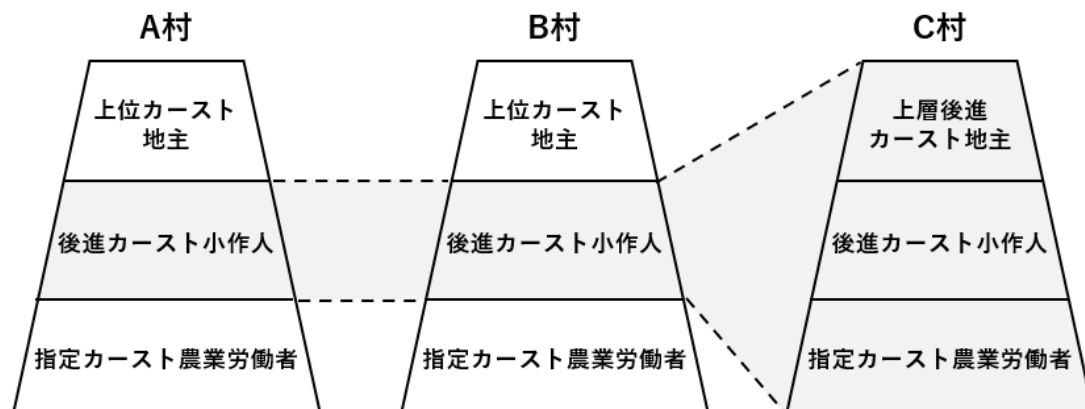 A村
B村
C村
上位カースト
地主
上位カースト
地主
上層後進
カースト地主
後進カースト小作人
後進カースト小作人
後進カースト小作人
指定カースト農業労働者
指定カースト農業労働者
指定カースト農業労働者